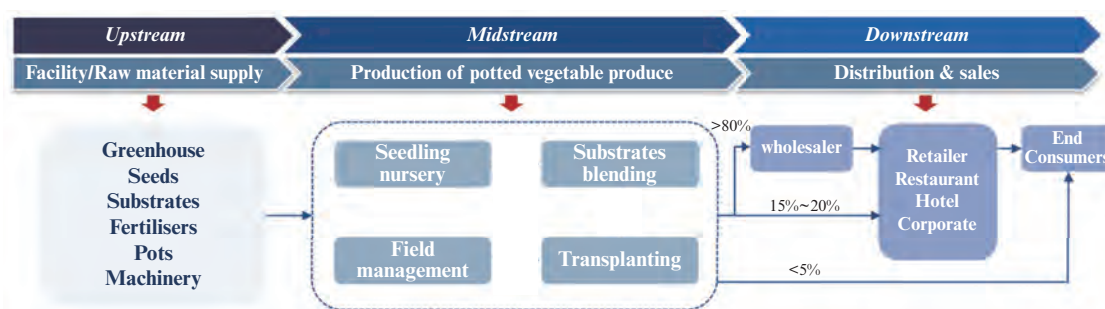 Upstream
Midstream
Downstream
Facility/Raw material supply
Production of potted vegetable produce
Distribution & sales
Greenhouse
Seeds
Substrates
Fertilisers
Pots
Machinery
Seedling
nursery
Substrates
blending
Field
management
Transplanting
>80%
wholesaler
15%~20%
<5%
Retailer
Restaurant
Hotel
Corporate
End
Consumers